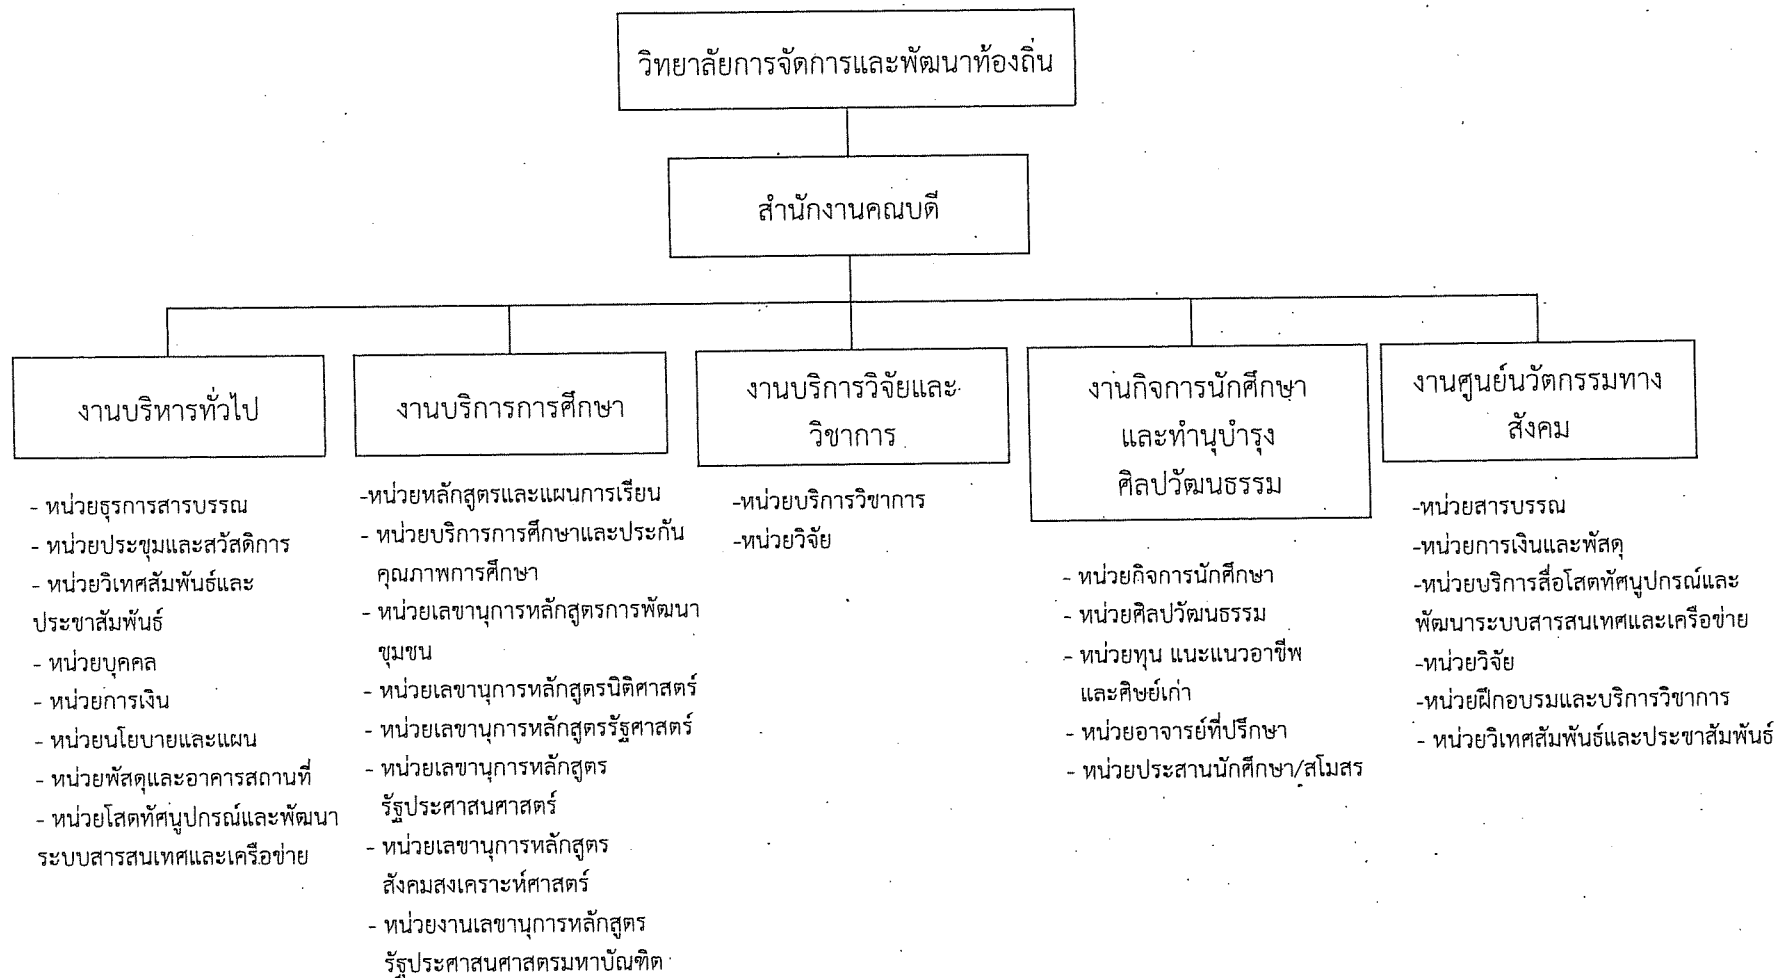 วิทยาลัยการจัดการและพัฒนาท้องถิ่น
สำนักงานคณบดี
งานบริหารทั่วไป
- หน่วยธุรการสารบรรณ
- หน่วยประชุมและสวัสดิการ
- หน่วยวิเทศสัมพันธ์และ
ประชาสัมพันธ์
- หน่วยบุคคล
- หน่วยการเงิน
- หน่วยนโยบายและแผน
- หน่วยพัสดุและอาคารสถานที่
- หน่วยโสตทัศนูปกรณ์และพัฒนา
ระบบสารสนเทศและเครือข่าย
งานบริการการศึกษา
-หน่วยหลักสูตรและแผนการเรียน
- หน่วยบริการการศึกษาและประกัน
คุณภาพการศึกษา
- หน่วยเลขานุการหลักสูตรการพัฒนา
ชุมชน
- หน่วยเลขานุการหลักสูตรนิติศาสตร์
- หน่วยเลขานุการหลักสูตรรัฐศาสตร์
- หน่วยเลขานุการหลักสูตร
รัฐประศาสนศาสตร์
- หน่วยเลขานุการหลักสูตร
สังคมสงเคราะห์ศาสตร์
- หน่วยงานเลขานุการหลักสูตร
รัฐประศาสนศาสตรมหาบัณฑิต
งานบริการวิจัยและ
วิชาการ
-หน่วยบริการวิชาการ
-หน่วยวิจัย
งานกิจการนักศึกษา
และทำนุบำรุง
ศิลปวัฒนธรรม
- หน่วยกิจการนักศึกษา
- หน่วยศิลปวัฒนธรรม
- หน่วยทุน แนะแนวอาชีพ
และศิษย์เก่า
- หน่วยอาจารย์ที่ปรึกษา
- หน่วยประสานนักศึกษา/สโมสร
งานศูนย์นวัตกรรมทาง
สังคม
-หน่วยสารบรรณ
-หน่วยการเงินและพัสดุ
-หน่วยบริการสื่อโสตทัศนูปกรณ์และ
พัฒนาระบบสารสนเทศและเครือข่าย
-หน่วยวิจัย
-หน่วยฝึกอบรมและบริการวิชาการ
- หน่วยวิเทศสัมพันธ์และประชาสัมพันธ์